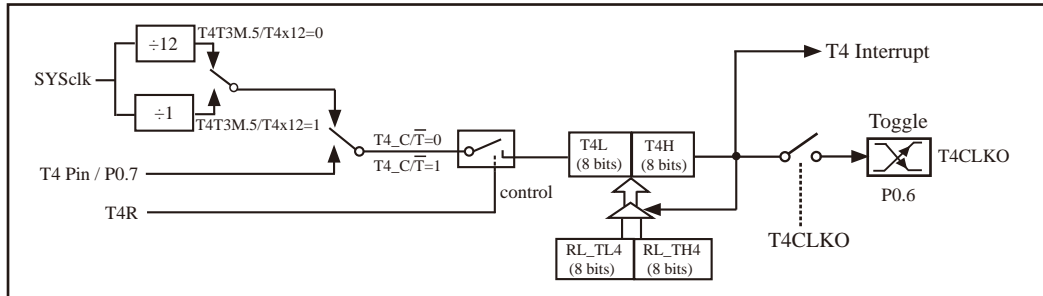 T4T3M.5/T4x12=0
÷12
SYSclk
÷1
T4T3M.5/T4x12=1
T4_C/T̅=0
T4_C/T̅=1
T4 Pin / P0.7
T4R
control
T4L
(8 bits)
T4H
(8 bits)
RL_TL4
(8 bits)
RL_TH4
(8 bits)
T4 Interrupt
Toggle
T4CLKO
P0.6
T4CLKO